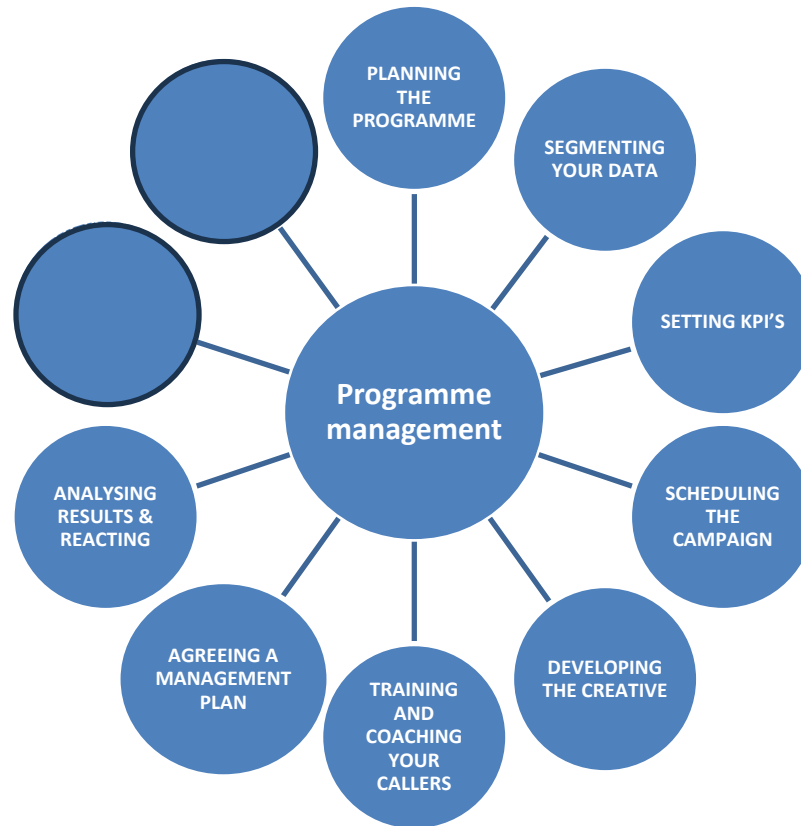 PLANNING
THE
PROGRAMME
SEGMENTING
YOUR DATA
SETTING KPI'S
SCHEDULING
THE
CAMPAIGN
DEVELOPING
THE CREATIVE
TRAINING
AND
COACHING
YOUR
CALLERS
AGREEING A
MANAGEMENT
PLAN
ANALYSING
RESULTS &
REACTING
Programme
management